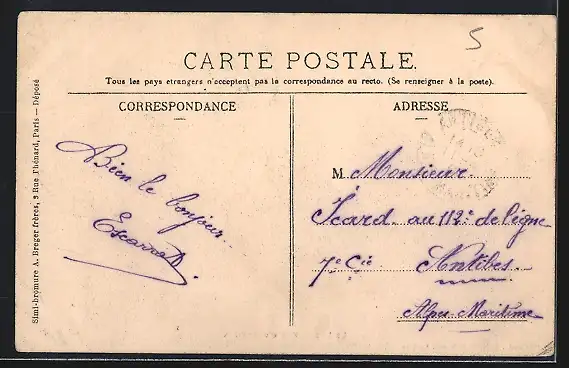 5
CARTE POSTALE.
Tous les pays etrangers n'acceptent pas la correspondance au recto. (Se renseigner à la poste).
CORRESPONDANCE
ADRESSE
Bien le bonjour.
Escarrat
M Monsieur
Icard au 112e de ligne
7e Cie Antibes
Alpes Maritime
Simi-bromure A. Breger frères, 9 Rue Thénard, Paris — Déposé